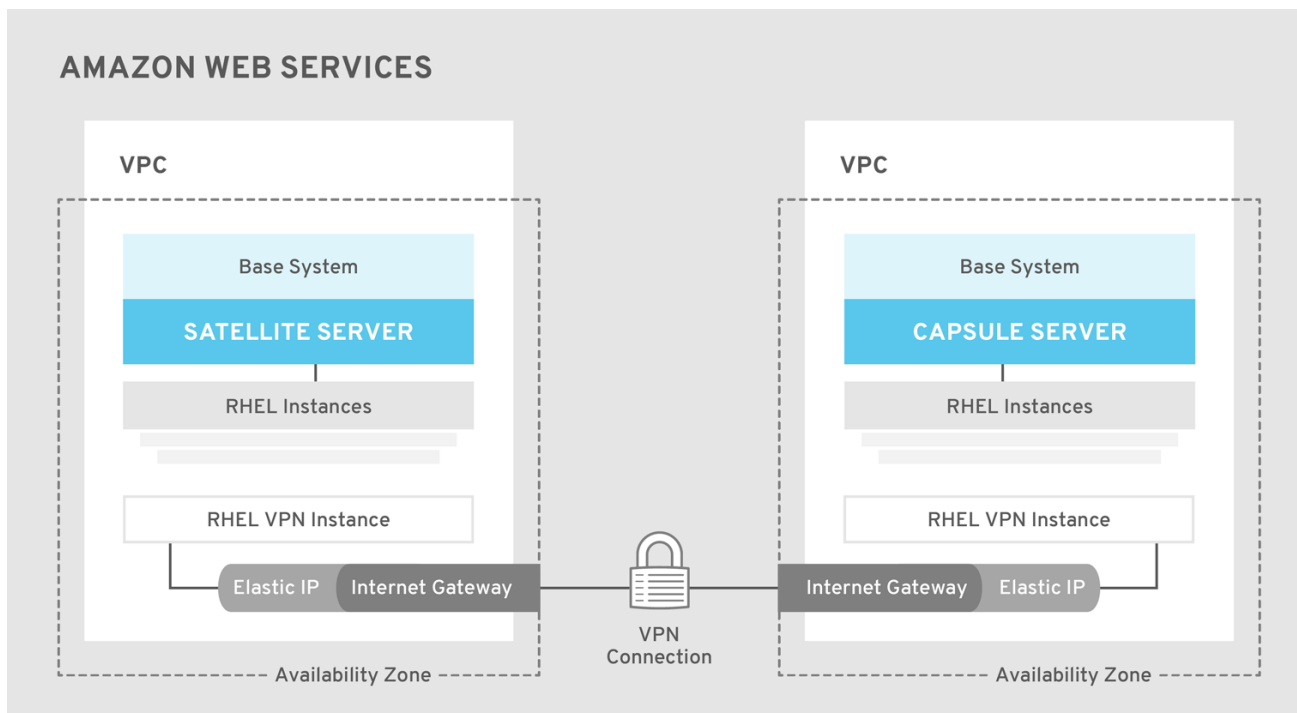 AMAZON WEB SERVICES
VPC
Base System
SATELLITE SERVER
RHEL Instances
RHEL VPN Instance
Elastic IP
Internet Gateway
Availability Zone
VPN
Connection
VPC
Base System
CAPSULE SERVER
RHEL Instances
RHEL VPN Instance
Internet Gateway
Elastic IP
Availability Zone